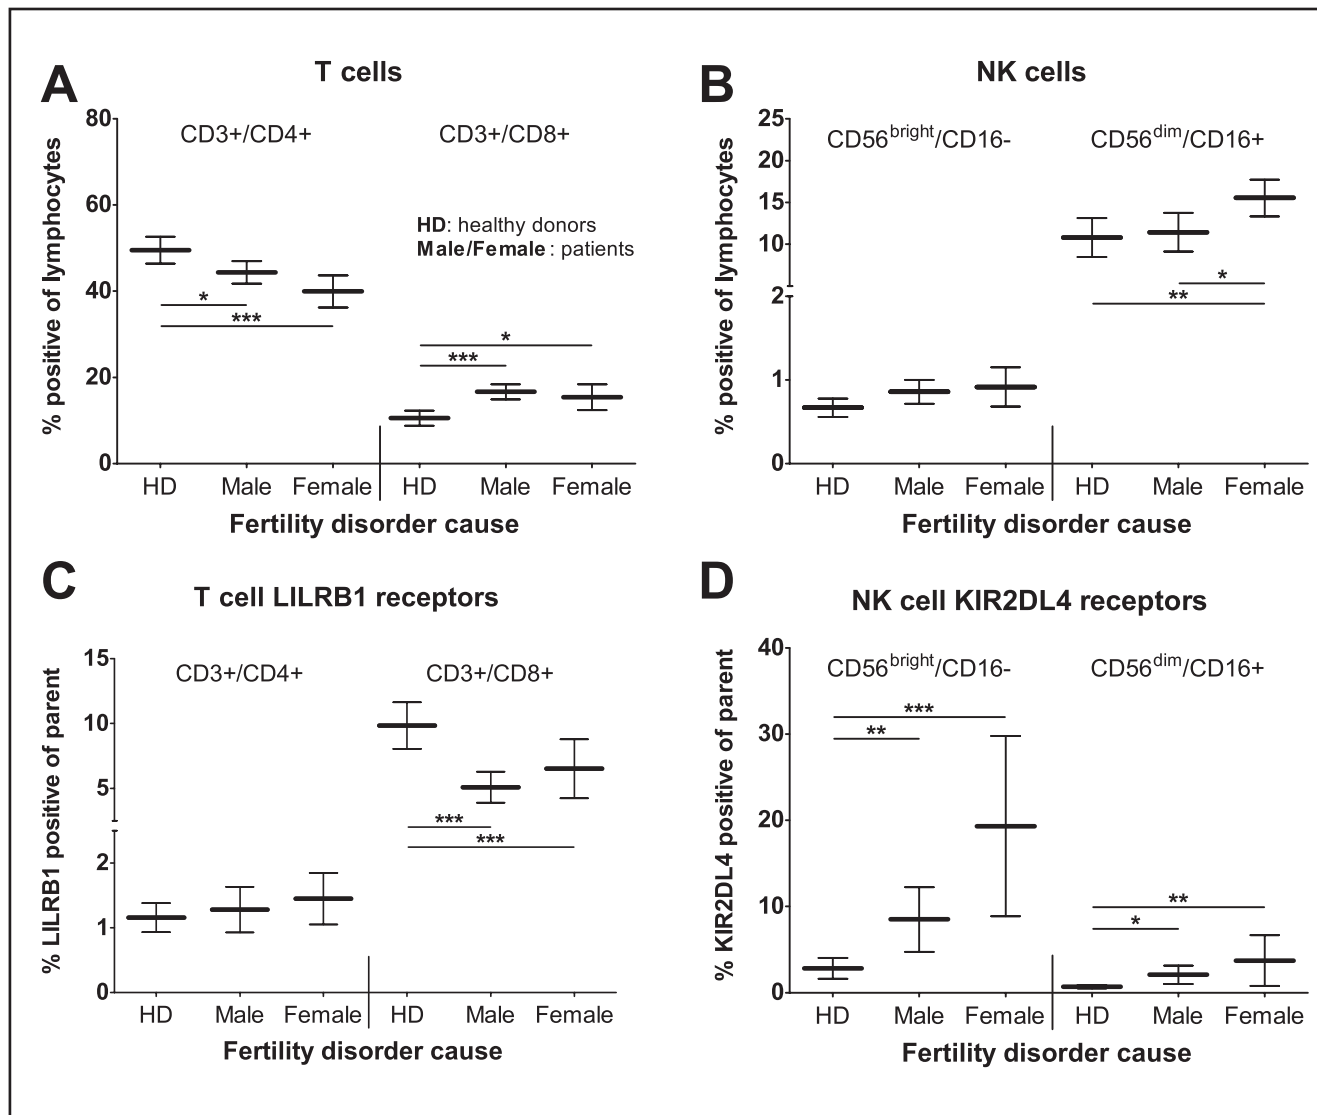 A
T cells
80
60
40
20
0
% positive of lymphocytes
CD3+/CD4+
CD3+/CD8+
HD: healthy donors
Male/Female : patients
*
***
*
***
HD
Male
Female
HD
Male
Female
Fertility disorder cause
B
NK cells
25
20
15
10
2
1
0
% positive of lymphocytes
CD56bright/CD16-
CD56dim/CD16+
*
**
HD
Male
Female
HD
Male
Female
Fertility disorder cause
C
T cell LILRB1 receptors
15
10
5
2
1
0
% LILRB1 positive of parent
CD3+/CD4+
CD3+/CD8+
***
***
HD
Male
Female
HD
Male
Female
Fertility disorder cause
D
NK cell KIR2DL4 receptors
40
30
20
10
0
% KIR2DL4 positive of parent
CD56bright/CD16-
CD56dim/CD16+
***
**
**
*
HD
Male
Female
HD
Male
Female
Fertility disorder cause